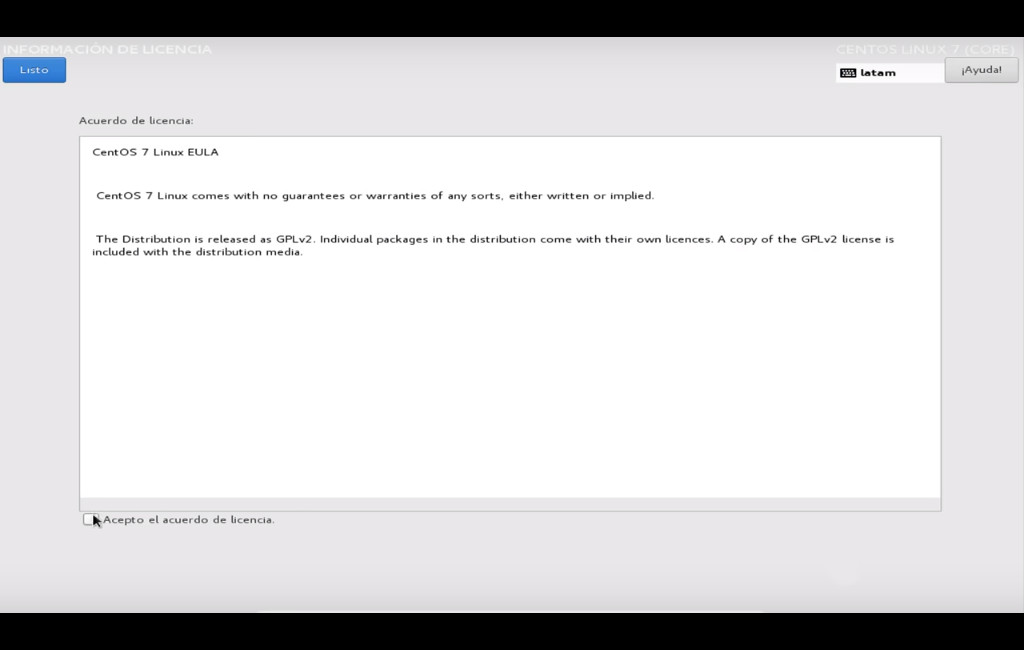 INFORMACIÓN DE LICENCIA
CENTOS LINUX 7 (CORE)
Listo
latam
¡Ayuda!
Acuerdo de licencia:
CentOS 7 Linux EULA
CentOS 7 Linux comes with no guarantees or warranties of any sorts, either written or implied.
The Distribution is released as GPLv2. Individual packages in the distribution come with their own licences. A copy of the GPLv2 license is
included with the distribution media.
Acepto el acuerdo de licencia.